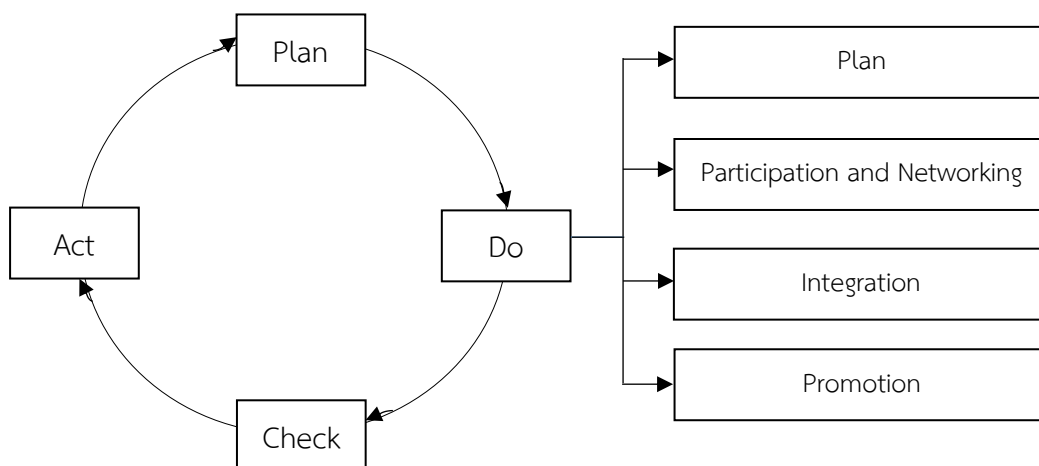 Plan
Plan
Participation and Networking
Act
Do
Integration
Promotion
Check